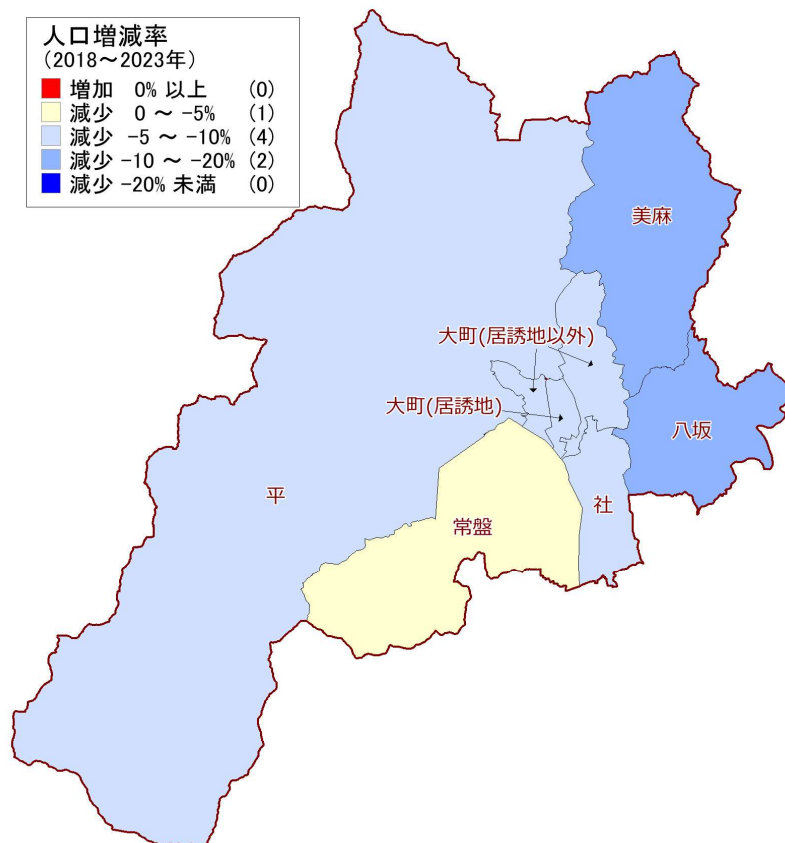 人口増減率
(2018～2023年)
増加 0% 以上 (0)
減少 0 ～ -5% (1)
減少 -5 ～ -10% (4)
減少 -10 ～ -20% (2)
減少 -20% 未満 (0)
美麻
大町(居誘地以外)
大町(居誘地)
八坂
平
社
常盤